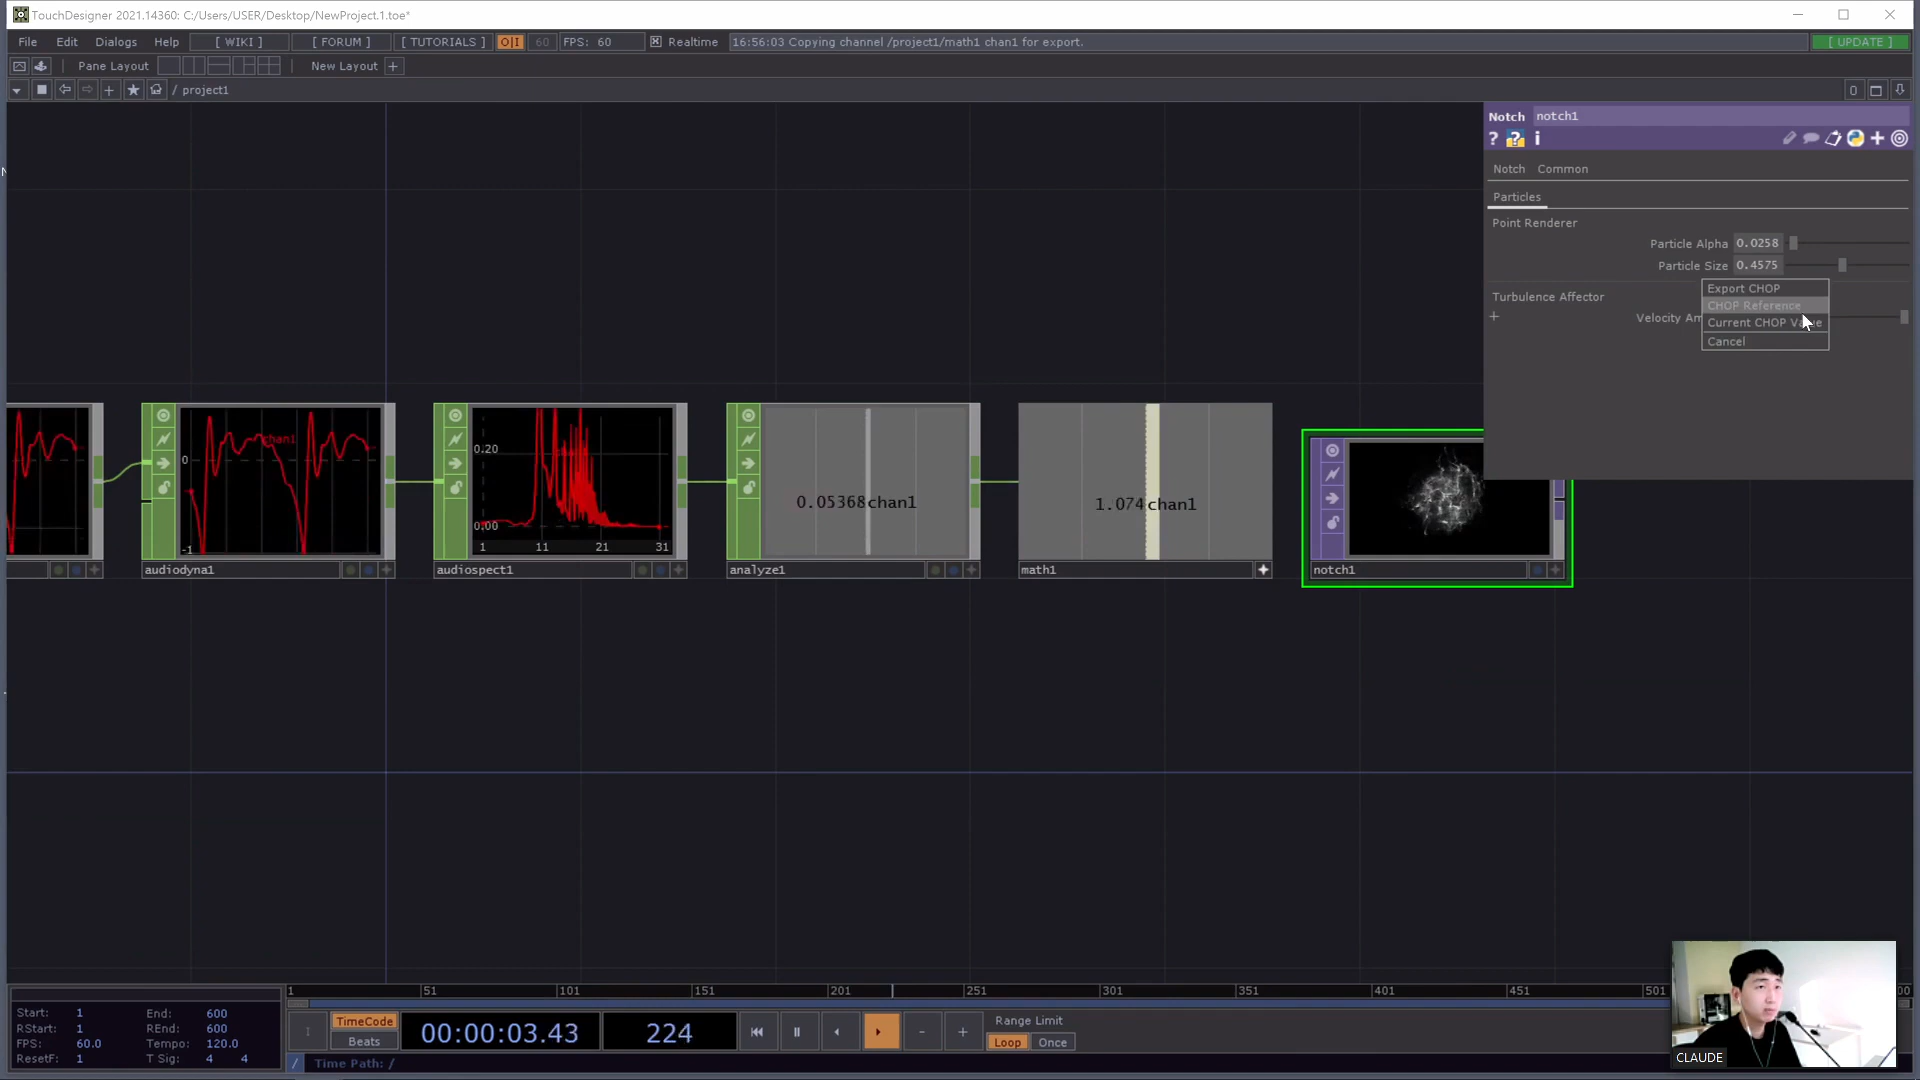 TouchDesigner 2021.14360: C:/Users/USER/Desktop/NewProject.1.toe*
File Edit Dialogs Help [ WIKI ] [ FORUM ] [ TUTORIALS ] O|I 60 FPS: 60 Realtime 16:56:03 Copying channel /project1/math1 chan1 for export. [ UPDATE ]
Pane Layout New Layout +
/ project1 0
Notch notch1
? i
Notch Common
Particles
Point Renderer
Particle Alpha 0.0258
Particle Size 0.4575
Export CHOP
Turbulence Affector
CHOP Reference
+ Velocity Am
Current CHOP Value
Cancel
chan1
0
-1
0.20
0.00
1 11 21 31
0.05368 chan1
1.074 chan1
audiodyna1
audiospect1
analyze1
math1
notch1
1 51 101 151 201 251 301 351 401 451 501
Start: 1 End: 600
RStart: 1 REnd: 600
FPS: 60.0 Tempo: 120.0
ResetF: 1 T Sig: 4 4
TimeCode
Beats
00:00:03.43
224
Range Limit
Loop Once
/ Time Path: /
CLAUDE